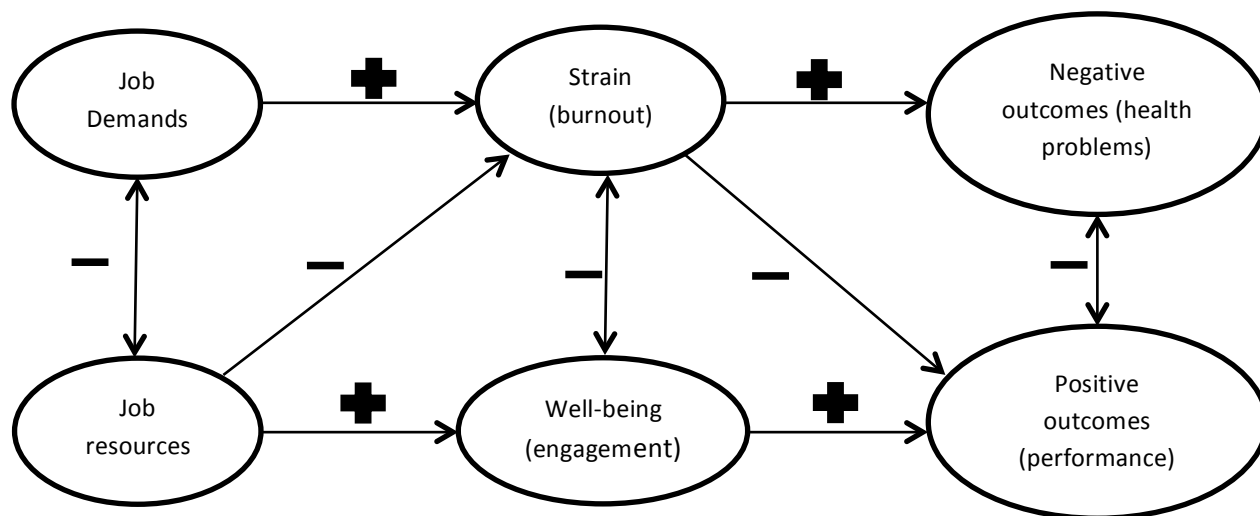 Job
Demands
Strain
(burnout)
Negative
outcomes (health
problems)
Job
resources
Well-being
(engagement)
Positive
outcomes
(performance)